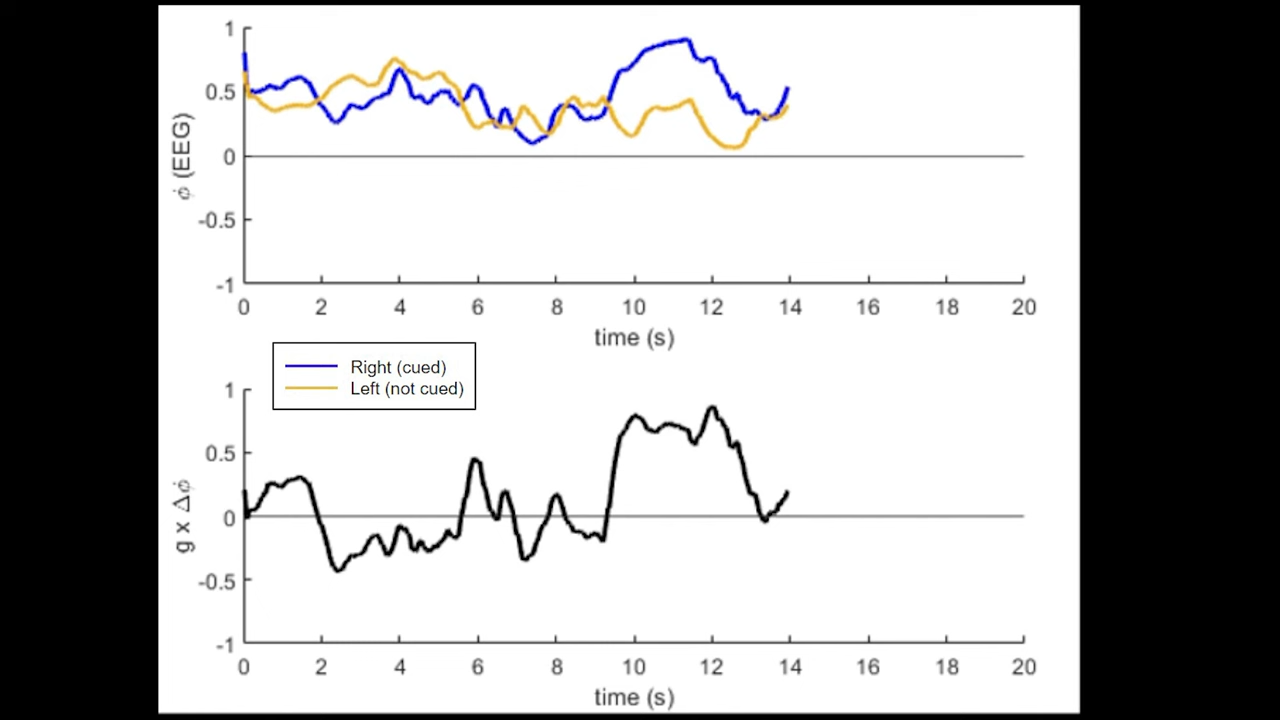 1
0.5
0
-0.5
-1
ϕ (EEG)
0 2 4 6 8 10 12 14 16 18 20
time (s)
Right (cued)
Left (not cued)
1
0.5
0
-0.5
-1
g x Δϕ
0 2 4 6 8 10 12 14 16 18 20
time (s)